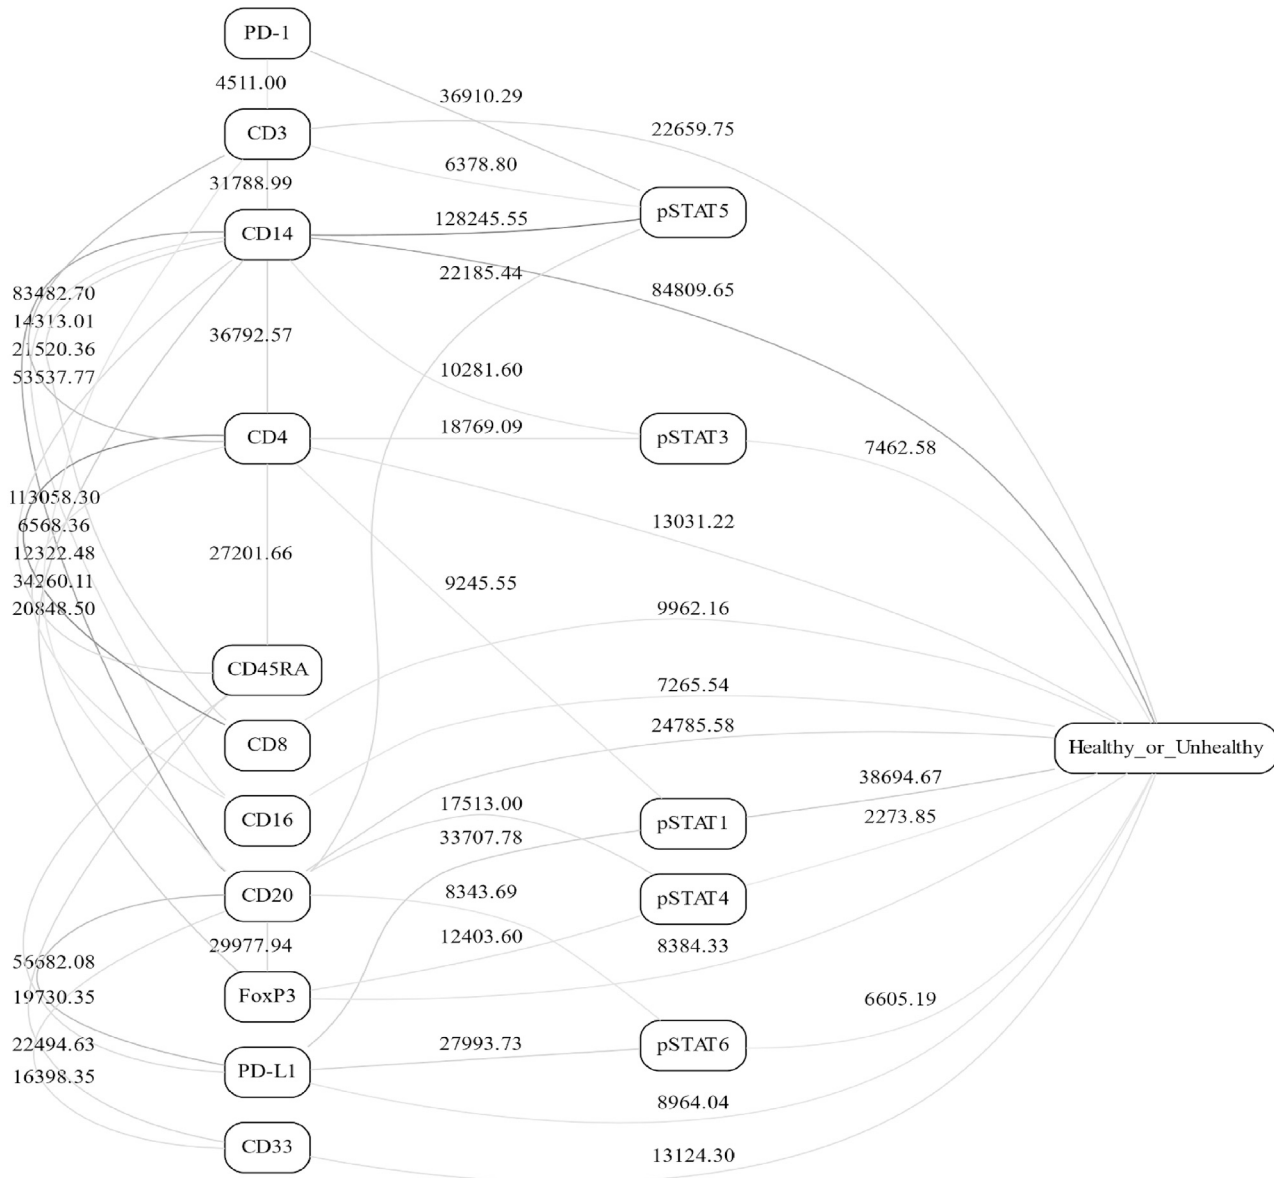 PD-1
4511.00
36910.29
CD3
22659.75
6378.80
31788.99
pSTAT5
CD14
128245.55
22185.44
84809.65
83482.70
14313.01
21520.36
53537.77
36792.57
10281.60
CD4
18769.09
pSTAT3
7462.58
113058.30
6568.36
12322.48
34260.11
20848.50
27201.66
13031.22
9245.55
9962.16
CD45RA
7265.54
CD8
24785.58
Healthy_or_Unhealthy
38694.67
17513.00
2273.85
CD16
33707.78
pSTAT1
CD20
8343.69
pSTAT4
12403.60
8384.33
29977.94
56682.08
19730.35
FoxP3
6605.19
22494.63
16398.35
27993.73
pSTAT6
PD-L1
8964.04
CD33
13124.30